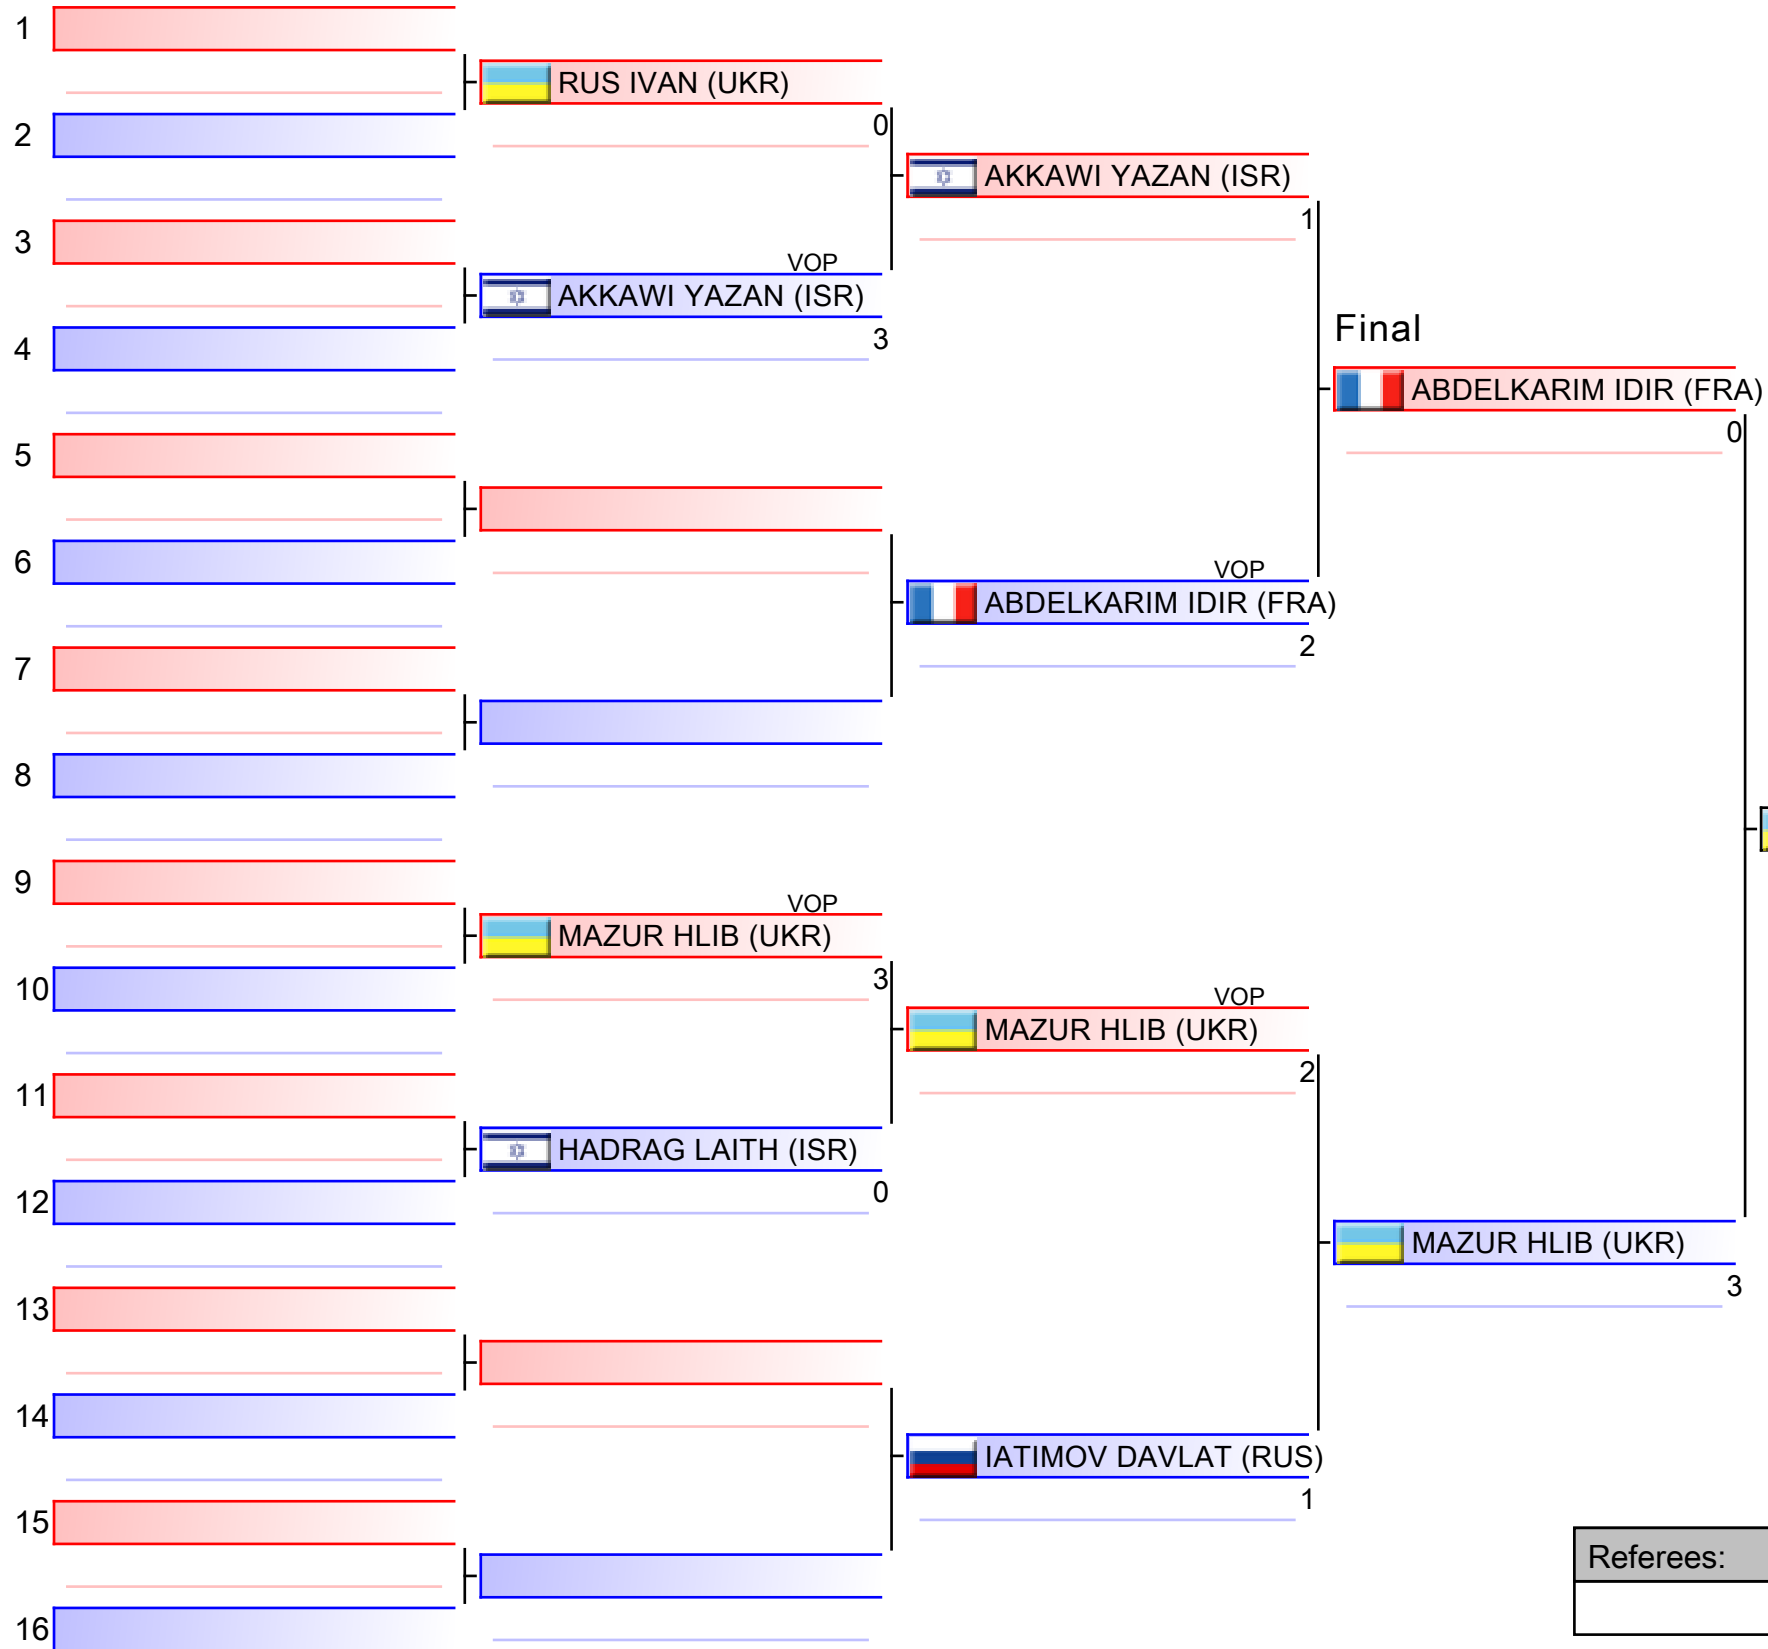 1
RUS IVAN (UKR)
0
2
AKKAWI YAZAN (ISR)
1
3
VOP
AKKAWI YAZAN (ISR)
3
4
Final
ABDELKARIM IDIR (FRA)
0
5
6
VOP
ABDELKARIM IDIR (FRA)
2
7
8
9
VOP
MAZUR HLIB (UKR)
3
10
VOP
MAZUR HLIB (UKR)
2
11
HADRAG LAITH (ISR)
0
12
MAZUR HLIB (UKR)
3
13
14
IATIMOV DAVLAT (RUS)
1
15
Referees:
16